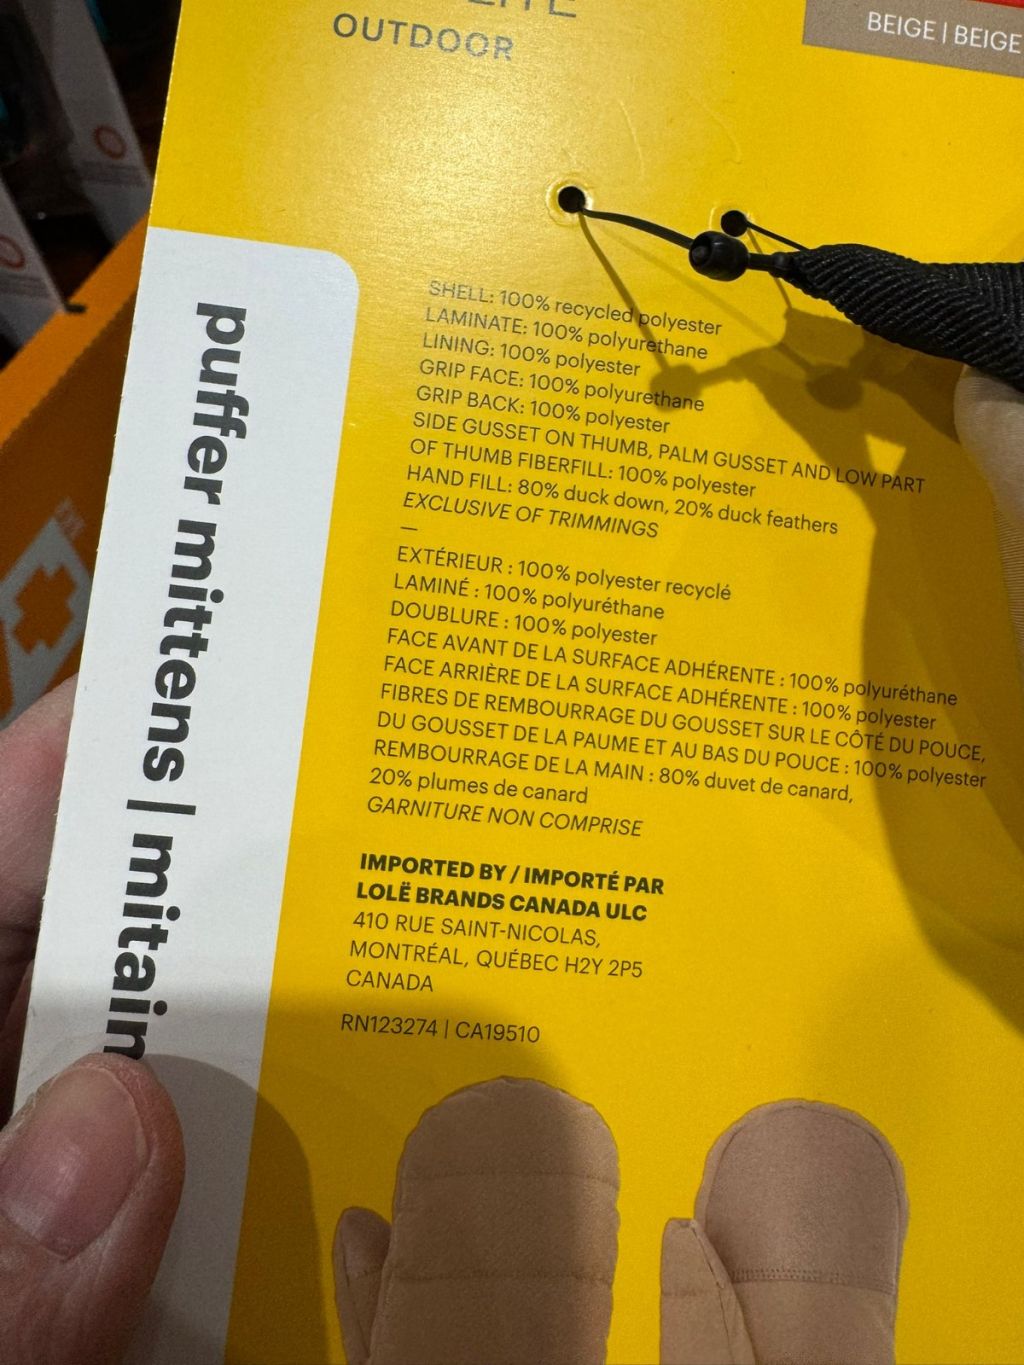 OUTDOOR
BEIGE | BEIGE
puffer mittens |
SHELL: 100% recycled polyester
LAMINATE: 100% polyurethane
LINING: 100% polyester
GRIP FACE: 100% polyurethane
GRIP BACK: 100% polyester
SIDE GUSSET ON THUMB, PALM GUSSET AND LOW PART
OF THUMB FIBERFILL: 100% polyester
HAND FILL: 80% duck down, 20% duck feathers
EXCLUSIVE OF TRIMMINGS
—
EXTÉRIEUR : 100% polyester recyclé
LAMINÉ : 100% polyuréthane
DOUBLURE : 100% polyester
FACE AVANT DE LA SURFACE ADHÉRENTE : 100% polyuréthane
FACE ARRIÈRE DE LA SURFACE ADHÉRENTE : 100% polyester
FIBRES DE REMBOURRAGE DU GOUSSET SUR LE CÔTÉ DU POUCE,
DU GOUSSET DE LA PAUME ET AU BAS DU POUCE : 100% polyester
REMBOURRAGE DE LA MAIN : 80% duvet de canard,
20% plumes de canard
GARNITURE NON COMPRISE
IMPORTED BY / IMPORTÉ PAR
LOLË BRANDS CANADA ULC
410 RUE SAINT-NICOLAS,
MONTRÉAL, QUÉBEC H2Y 2P5
CANADA
RN123274 | CA19510